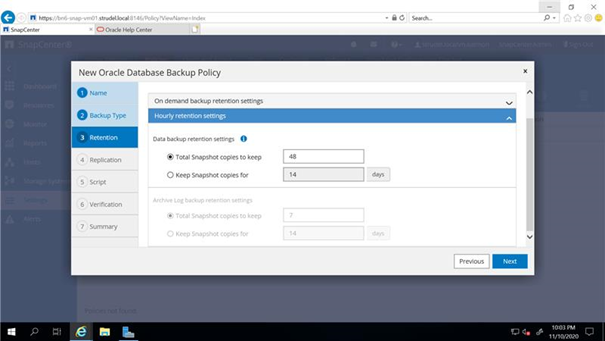 https://bn6-snap-vm01.strudel.local:8146/Policy?ViewName=Index
Search...
SnapCenter
Oracle Help Center
SnapCenter®
New Oracle Database Backup Policy
x
1 Name
2 Backup Type
3 Retention
4 Replication
5 Script
6 Verification
7 Summary
On demand backup retention settings
Hourly retention settings
Data backup retention settings
Total Snapshot copies to keep
48
Keep Snapshot copies for
14
days
Archive Log backup retention settings
Total Snapshot copies to keep
7
Keep Snapshot copies for
14
days
Previous
Next
10:03 PM
11/10/2020